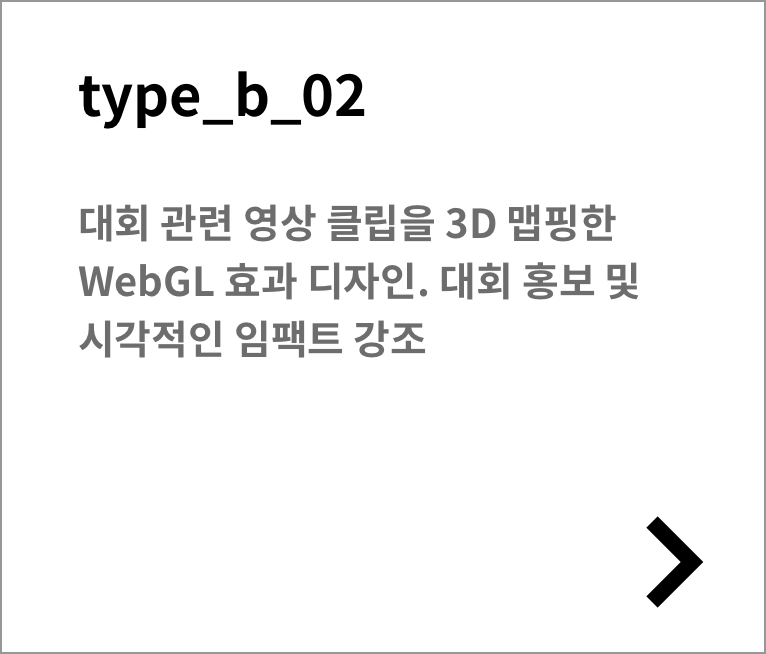 type_b_02
대회 관련 영상 클립을 3D 맵핑한
WebGL 효과 디자인. 대회 홍보 및
시각적인 임팩트 강조